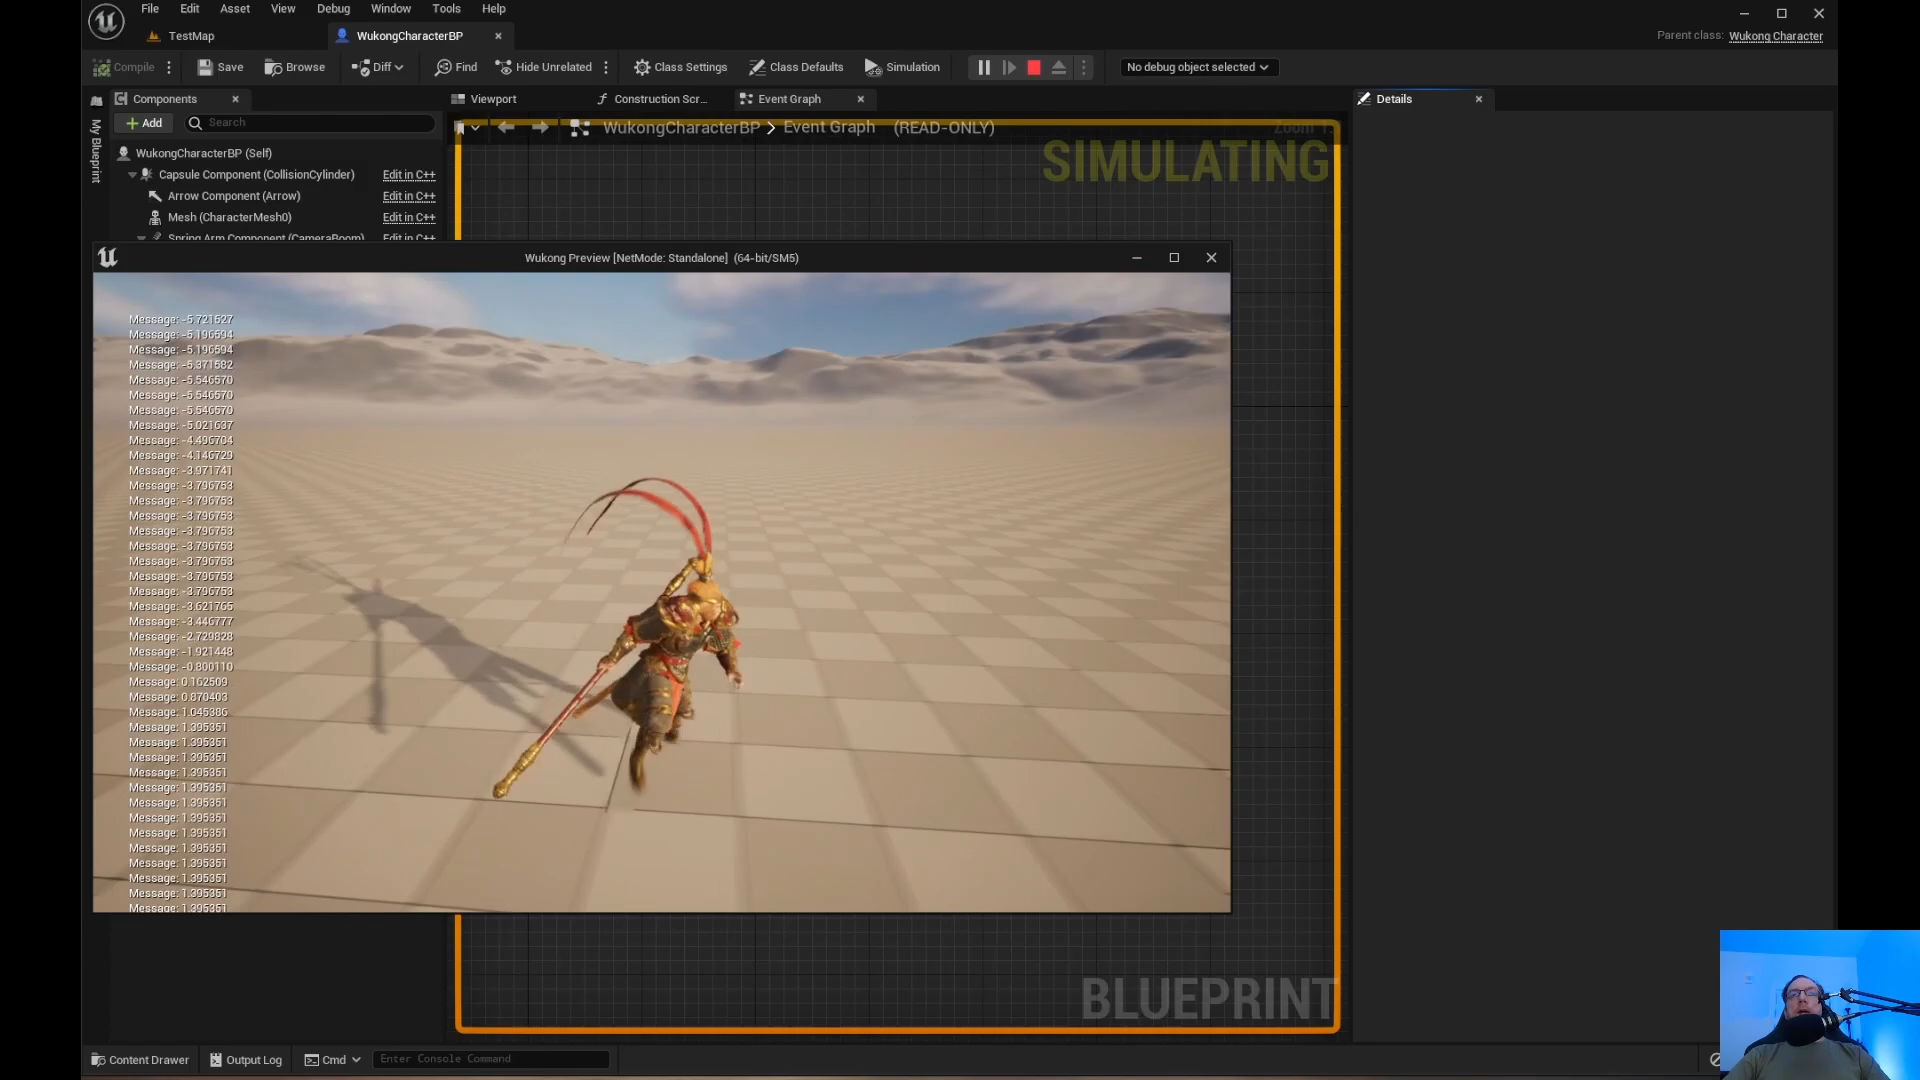 File Edit Asset View Debug Window Tools Help
TestMap WukongCharacterBP
Parent class: Wukong Character
Compile Save Browse Diff Find Hide Unrelated Class Settings Class Defaults Simulation No debug object selected
Components Viewport Construction Scr... Event Graph Details
Add Search
My Blueprint
WukongCharacterBP > Event Graph (READ-ONLY) Zoom 1:
SIMULATING
WukongCharacterBP (Self)
Capsule Component (CollisionCylinder) Edit in C++
Arrow Component (Arrow) Edit in C++
Mesh (CharacterMesh0) Edit in C++
Spring Arm Component (CameraBoom) Edit in C++
Wukong Preview [NetMode: Standalone] (64-bit/SM5)
Message: -5.721527
Message: -5.196594
Message: -5.196594
Message: -5.371582
Message: -5.546570
Message: -5.546570
Message: -5.546570
Message: -5.021637
Message: -4.496704
Message: -4.146729
Message: -3.971741
Message: -3.796753
Message: -3.796753
Message: -3.796753
Message: -3.796753
Message: -3.796753
Message: -3.796753
Message: -3.796753
Message: -3.796753
Message: -3.621765
Message: -3.446777
Message: -2.729828
Message: -1.921448
Message: -0.800110
Message: 0.162509
Message: 0.870403
Message: 1.045386
Message: 1.395351
Message: 1.395351
Message: 1.395351
Message: 1.395351
Message: 1.395351
Message: 1.395351
Message: 1.395351
Message: 1.395351
Message: 1.395351
Message: 1.395351
Message: 1.395351
Message: 1.395351
Message: 1.395351
BLUEPRINT
Content Drawer Output Log Cmd Enter Console Command